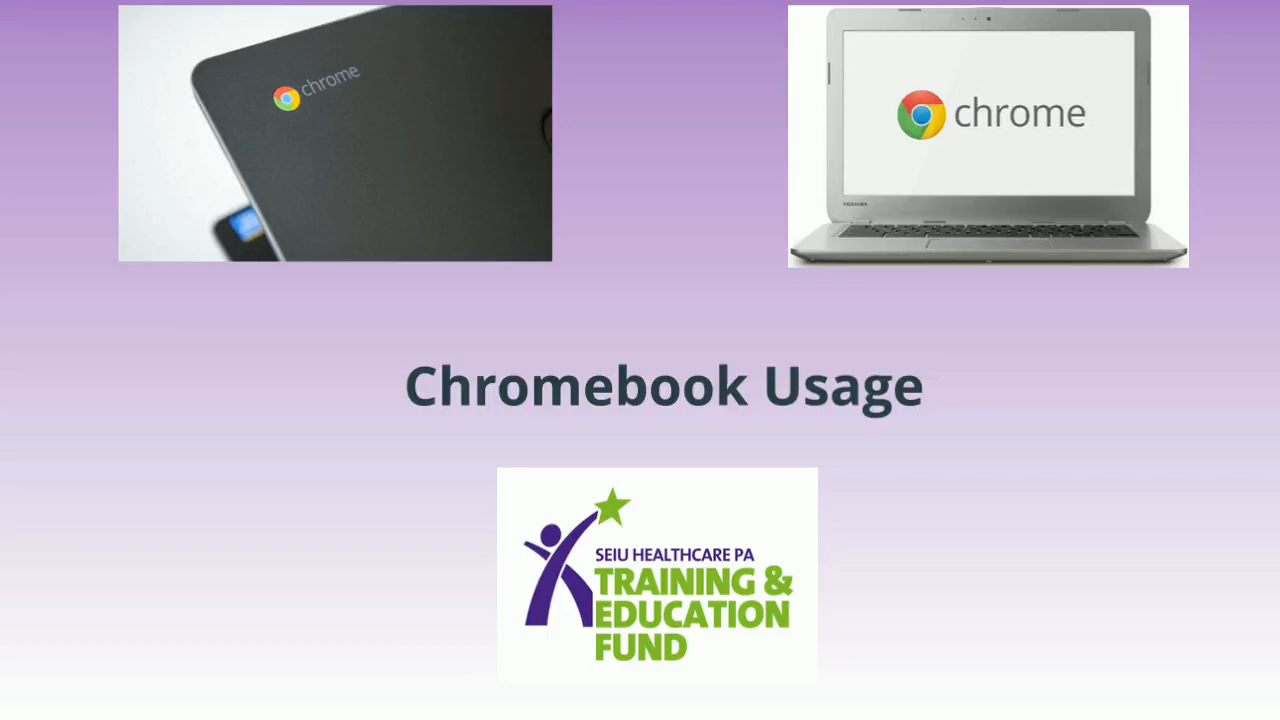 chrome
chrome
TOSHIBA
Chromebook Usage
SEIU HEALTHCARE PA
TRAINING &
EDUCATION
FUND